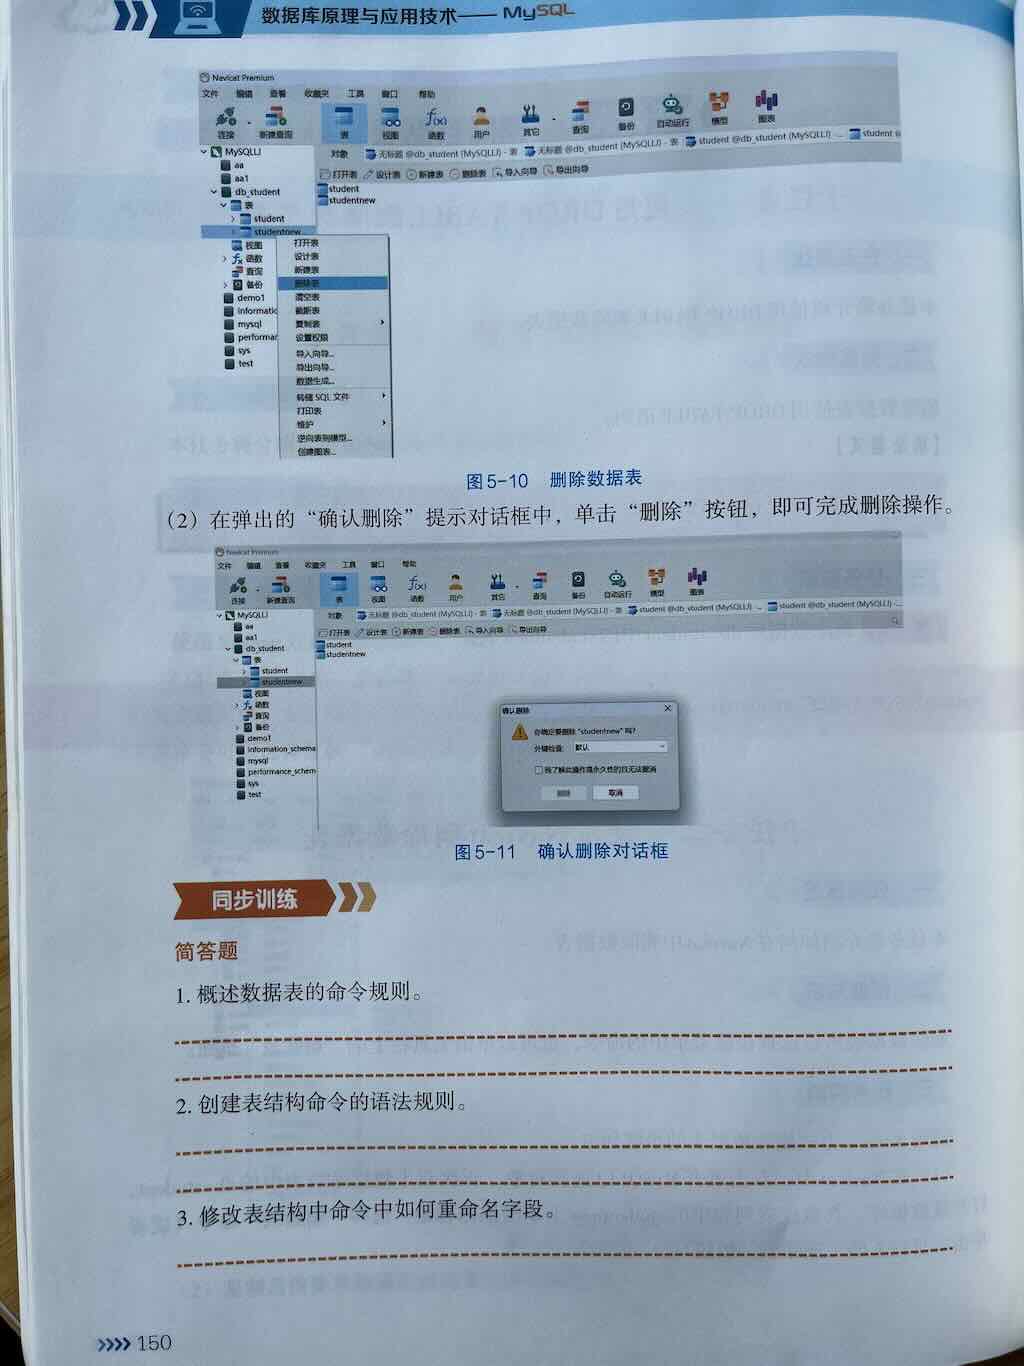 数据库原理与应用技术—— MySQL
Navicat Premium
文件 编辑 查看 收藏夹 工具 窗口 帮助
连接 新建查询 表 视图 函数 用户 其它 查询 备份 自动运行 模型 图表
MySQLLJ
对象 无标题 @db_student (MySQLLJ) - 表 无标题 @db_student (MySQLLJ) - 表 student @db_student (MySQLLJ) ... student @
打开表 设计表 新建表 删除表 导入向导 导出向导
aa
aa1
db_student
表
student
studentnew
student
studentnew
视图
函数
查询
备份
demo1
informatic
mysql
performar
sys
test
打开表
设计表
新建表
删除表
清空表
截断表
复制表
设置权限
导入向导...
导出向导...
数据生成...
转储 SQL 文件
打印表
维护
逆向表到模型...
创建图表...
图5-10 删除数据表
（2）在弹出的“确认删除”提示对话框中，单击“删除”按钮，即可完成删除操作。
Navicat Premium
文件 编辑 查看 收藏夹 工具 窗口 帮助
连接 新建查询 表 视图 函数 用户 其它 查询 备份 自动运行 模型 图表
MySQLLJ
对象 无标题 @db_student (MySQLLJ) - 表 无标题 @db_student (MySQLLJ) - 表 student @db_student (MySQLLJ) - ... student @db_student (MySQLLJ) -...
打开表 设计表 新建表 删除表 导入向导 导出向导
aa
aa1
db_student
表
student
studentnew
student
studentnew
视图
函数
查询
备份
demo1
information_schema
mysql
performance_schem
sys
test
确认删除
你确定要删除 "studentnew" 吗?
外键检查: 默认
我了解此操作是永久性的且无法撤消
删除 取消
图5-11 确认删除对话框
同步训练
简答题
1. 概述数据表的命令规则。
2. 创建表结构命令的语法规则。
3. 修改表结构中命令中如何重命名字段。
150